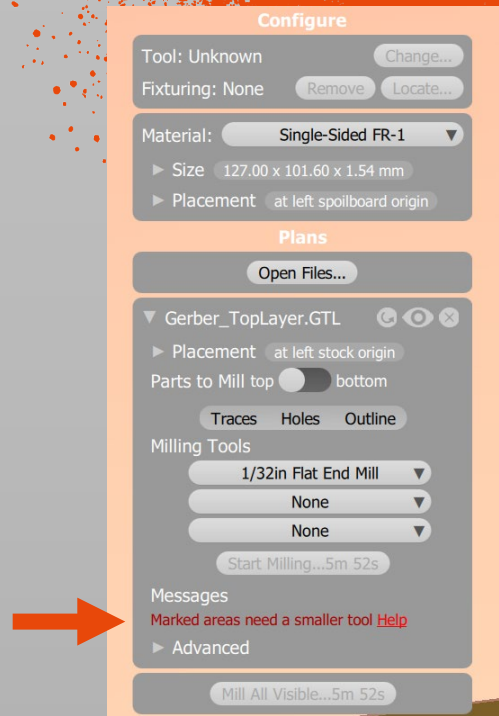 Configure
Tool: Unknown Change...
Fixturing: None Remove Locate...
Material: Single-Sided FR-1
Size 127.00 x 101.60 x 1.54 mm
Placement at left spoilboard origin
Plans
Open Files...
Gerber_TopLayer.GTL
Placement at left stock origin
Parts to Mill top bottom
Traces Holes Outline
Milling Tools
1/32in Flat End Mill
None
None
Start Milling...5m 52s
Messages
Marked areas need a smaller tool Help
Advanced
Mill All Visible...5m 52s